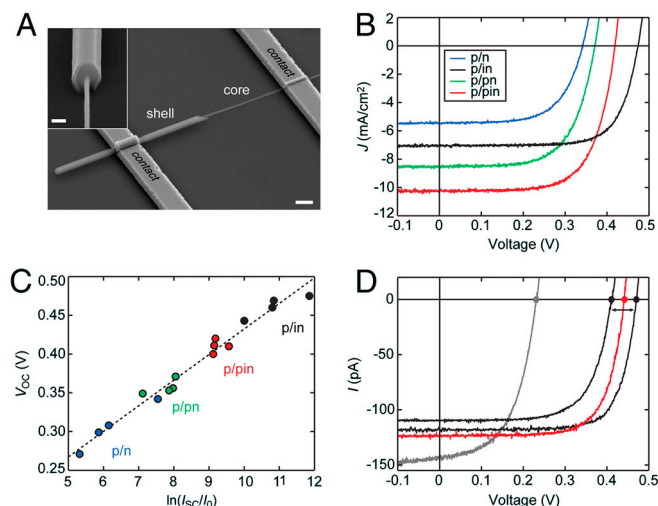 A
contact
core
shell
contact
B
p/n
p/in
p/pn
p/pin
J (mA/cm²)
2
0
-2
-4
-6
-8
-10
-12
-0.1 0 0.1 0.2 0.3 0.4 0.5
Voltage (V)
C
V_OC (V)
0.50
0.45
0.40
0.35
0.30
0.25
p/in
p/pin
p/pn
p/n
5 6 7 8 9 10 11 12
ln(I_SC/I_0)
D
I (pA)
0
-50
-100
-150
-0.1 0 0.1 0.2 0.3 0.4 0.5
Voltage (V)